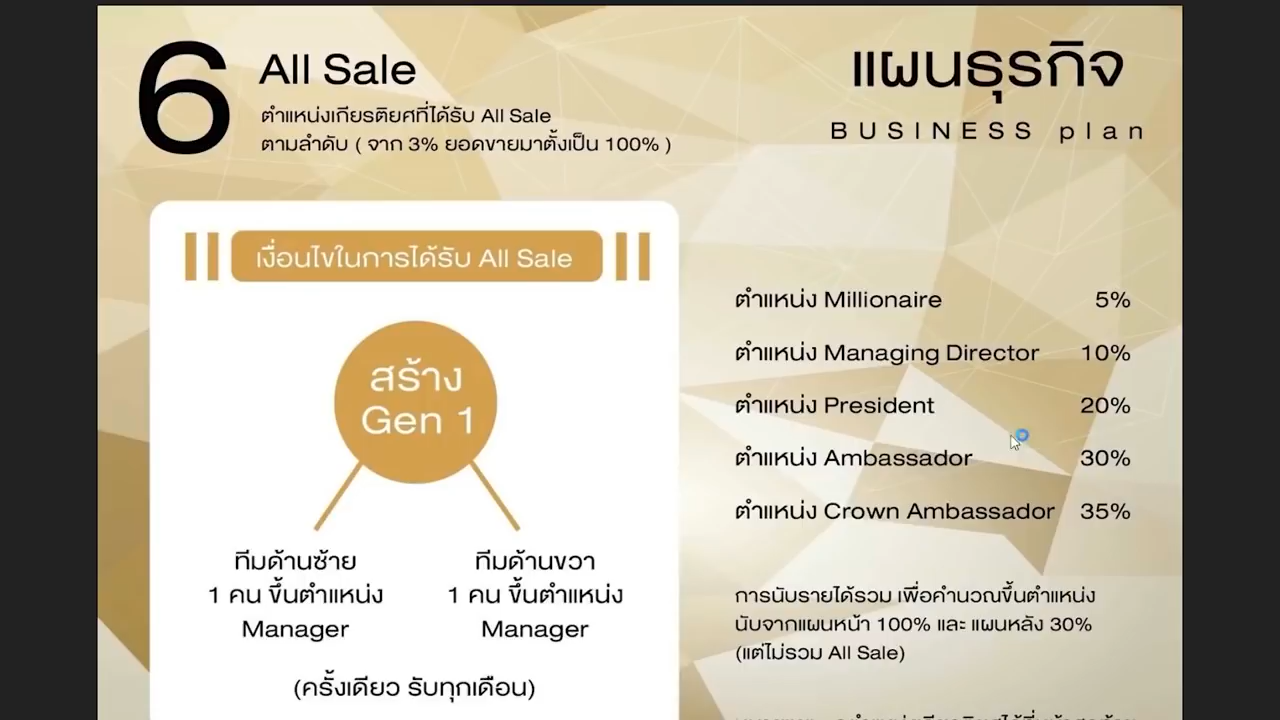 6
All Sale
ตำแหน่งเกียรติยศที่ได้รับ All Sale
ตามลำดับ ( จาก 3% ยอดขายมาตั้งเป็น 100% )
แผนธุรกิจ
BUSINESS plan
เงื่อนไขในการได้รับ All Sale
สร้าง
Gen 1
ทีมด้านซ้าย
1 คน ขึ้นตำแหน่ง
Manager
ทีมด้านขวา
1 คน ขึ้นตำแหน่ง
Manager
(ครั้งเดียว รับทุกเดือน)
ตำแหน่ง Millionaire 5%
ตำแหน่ง Managing Director 10%
ตำแหน่ง President 20%
ตำแหน่ง Ambassador 30%
ตำแหน่ง Crown Ambassador 35%
การนับรายได้รวม เพื่อคำนวณขึ้นตำแหน่ง
นับจากแผนหน้า 100% และ แผนหลัง 30%
(แต่ไม่รวม All Sale)